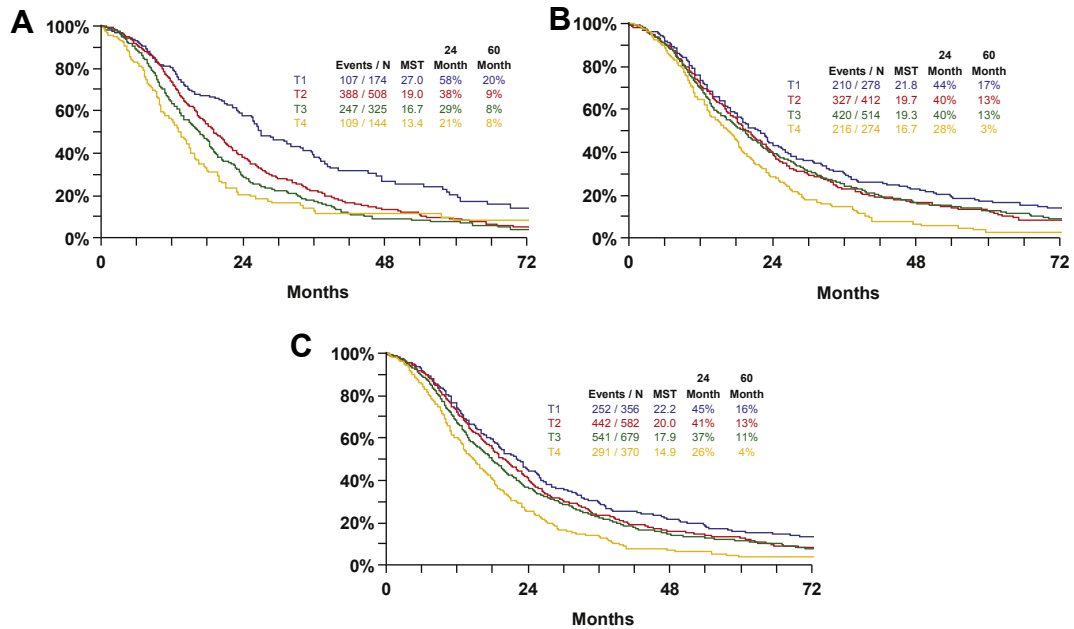 A
100%
80%
60%
40%
20%
0%
24 60
Events / N MST Month Month
T1 107 / 174 27.0 58% 20%
T2 388 / 508 19.0 38% 9%
T3 247 / 325 16.7 29% 8%
T4 109 / 144 13.4 21% 8%
0 24 48 72
Months
B
100%
80%
60%
40%
20%
0%
24 60
Events / N MST Month Month
T1 210 / 278 21.8 44% 17%
T2 327 / 412 19.7 40% 13%
T3 420 / 514 19.3 40% 13%
T4 216 / 274 16.7 28% 3%
0 24 48 72
Months
C
100%
80%
60%
40%
20%
0%
24 60
Events / N MST Month Month
T1 252 / 356 22.2 45% 16%
T2 442 / 582 20.0 41% 13%
T3 541 / 679 17.9 37% 11%
T4 291 / 370 14.9 26% 4%
0 24 48 72
Months